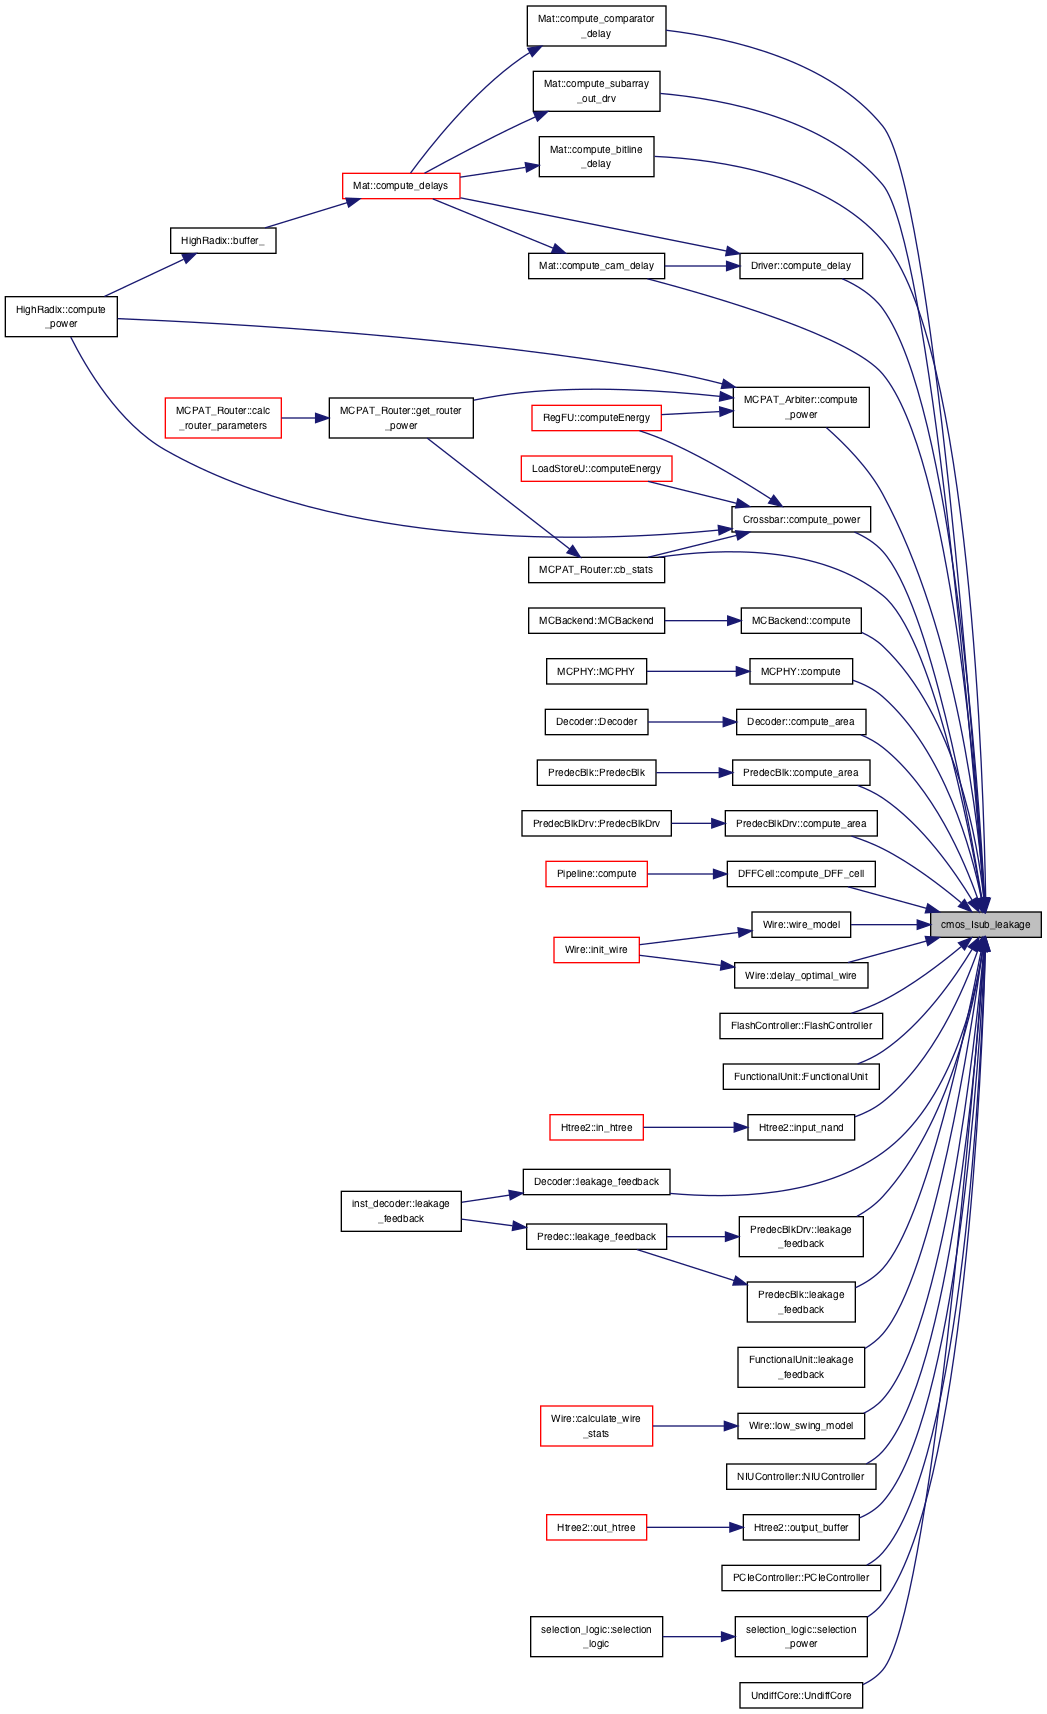 Mat::compute_comparator
_delay
Mat::compute_subarray
_out_drv
Mat::compute_bitline
_delay
Mat::compute_delays
HighRadix::buffer_
Mat::compute_cam_delay
Driver::compute_delay
HighRadix::compute
_power
MCPAT_Arbiter::compute
_power
MCPAT_Router::calc
_router_parameters
MCPAT_Router::get_router
_power
RegFU::computeEnergy
LoadStoreU::computeEnergy
Crossbar::compute_power
MCPAT_Router::cb_stats
MCBackend::MCBackend
MCBackend::compute
MCPHY::MCPHY
MCPHY::compute
Decoder::Decoder
Decoder::compute_area
PredecBlk::PredecBlk
PredecBlk::compute_area
PredecBlkDrv::PredecBlkDrv
PredecBlkDrv::compute_area
Pipeline::compute
DFFCell::compute_DFF_cell
Wire::wire_model
cmos_Isub_leakage
Wire::init_wire
Wire::delay_optimal_wire
FlashController::FlashController
FunctionalUnit::FunctionalUnit
Htree2::in_htree
Htree2::input_nand
Decoder::leakage_feedback
inst_decoder::leakage
_feedback
Predec::leakage_feedback
PredecBlkDrv::leakage
_feedback
PredecBlk::leakage
_feedback
FunctionalUnit::leakage
_feedback
Wire::calculate_wire
_stats
Wire::low_swing_model
NIUController::NIUController
Htree2::out_htree
Htree2::output_buffer
PCIeController::PCIeController
selection_logic::selection
_logic
selection_logic::selection
_power
UndiffCore::UndiffCore